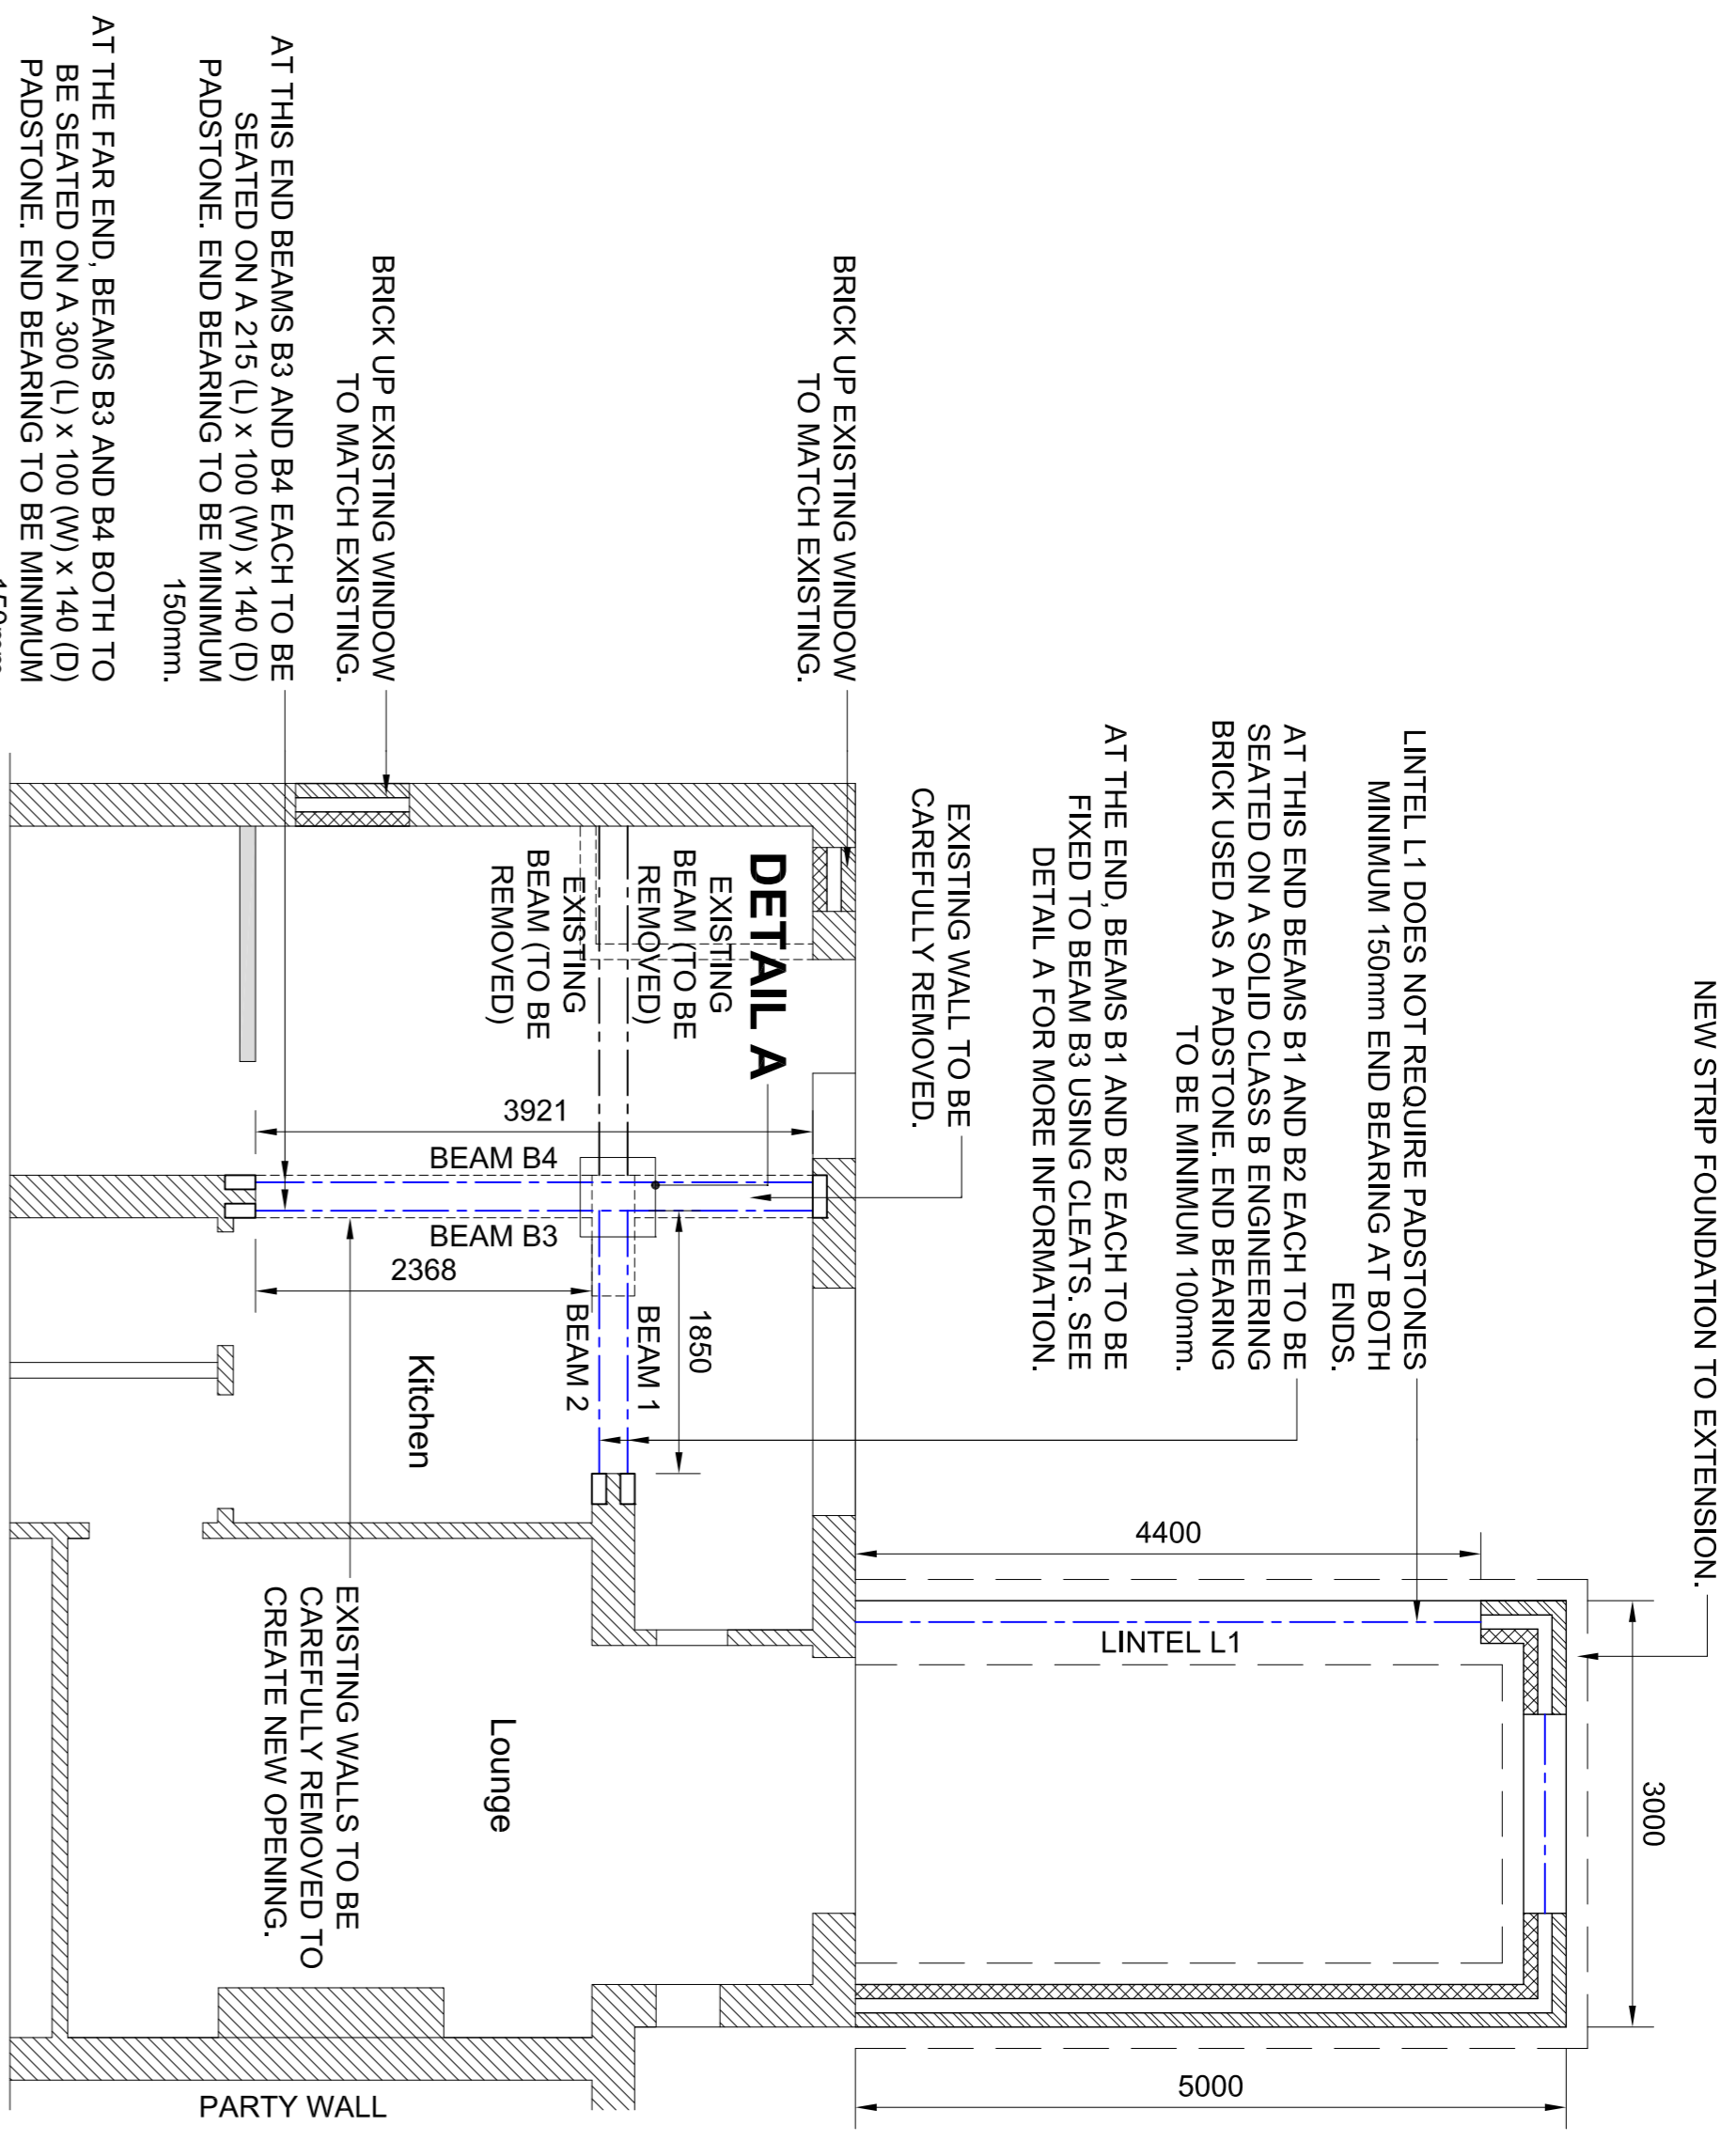 NEW STRIP FOUNDATION TO EXTENSION.
LINTEL L1 DOES NOT REQUIRE PADSTONES
MINIMUM 150mm END BEARING AT BOTH
ENDS.
AT THIS END BEAMS B1 AND B2 EACH TO BE
SEATED ON A SOLID CLASS B ENGINEERING
BRICK USED AS A PADSTONE. END BEARING
TO BE MINIMUM 100mm.
AT THE END, BEAMS B1 AND B2 EACH TO BE
FIXED TO BEAM B3 USING CLEATS. SEE
DETAIL A FOR MORE INFORMATION.
EXISTING WALL TO BE
CAREFULLY REMOVED.
BRICK UP EXISTING WINDOW
TO MATCH EXISTING.
BRICK UP EXISTING WINDOW
TO MATCH EXISTING.
AT THIS END BEAMS B3 AND B4 EACH TO BE
SEATED ON A 215 (L) x 100 (W) x 140 (D)
PADSTONE. END BEARING TO BE MINIMUM
150mm.
AT THE FAR END, BEAMS B3 AND B4 BOTH TO
BE SEATED ON A 300 (L) x 100 (W) x 140 (D)
PADSTONE. END BEARING TO BE MINIMUM
150mm.
DETAIL A
EXISTING
BEAM (TO BE
REMOVED)
EXISTING
BEAM (TO BE
REMOVED)
3921
BEAM B4
BEAM B3
2368
1850
BEAM 1
BEAM 2
Kitchen
4400
LINTEL L1
3000
5000
EXISTING WALLS TO BE
CAREFULLY REMOVED TO
CREATE NEW OPENING.
Lounge
PARTY WALL